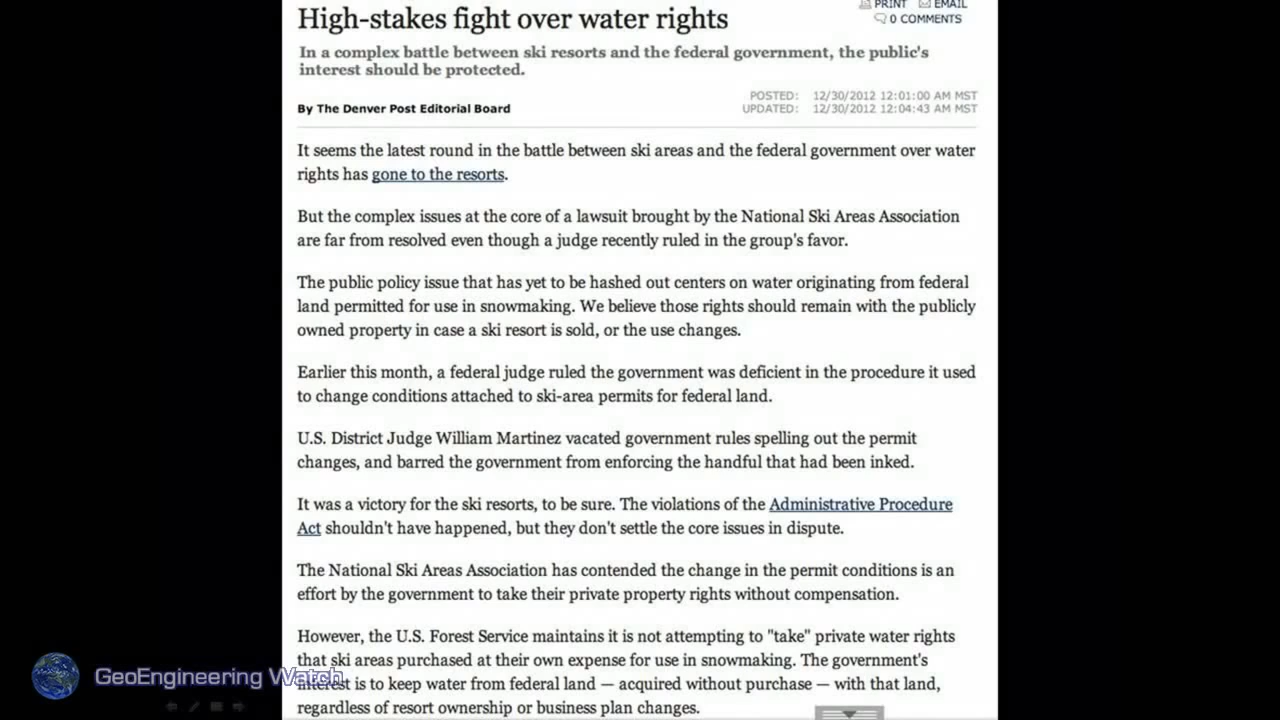 PRINT EMAIL
High-stakes fight over water rights
0 COMMENTS
In a complex battle between ski resorts and the federal government, the public's
interest should be protected.
POSTED: 12/30/2012 12:01:00 AM MST
By The Denver Post Editorial Board
UPDATED: 12/30/2012 12:04:43 AM MST
It seems the latest round in the battle between ski areas and the federal government over water
rights has gone to the resorts.
But the complex issues at the core of a lawsuit brought by the National Ski Areas Association
are far from resolved even though a judge recently ruled in the group's favor.
The public policy issue that has yet to be hashed out centers on water originating from federal
land permitted for use in snowmaking. We believe those rights should remain with the publicly
owned property in case a ski resort is sold, or the use changes.
Earlier this month, a federal judge ruled the government was deficient in the procedure it used
to change conditions attached to ski-area permits for federal land.
U.S. District Judge William Martinez vacated government rules spelling out the permit
changes, and barred the government from enforcing the handful that had been inked.
It was a victory for the ski resorts, to be sure. The violations of the Administrative Procedure
Act shouldn't have happened, but they don't settle the core issues in dispute.
The National Ski Areas Association has contended the change in the permit conditions is an
effort by the government to take their private property rights without compensation.
However, the U.S. Forest Service maintains it is not attempting to "take" private water rights
that ski areas purchased at their own expense for use in snowmaking. The government's
interest is to keep water from federal land — acquired without purchase — with that land,
regardless of resort ownership or business plan changes.
GeoEngineering Watch